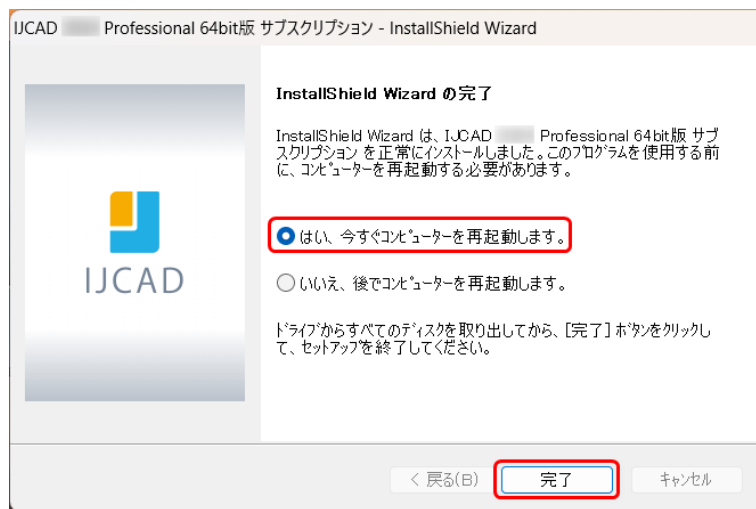 IJCAD Professional 64bit版 サブスクリプション - InstallShield Wizard
InstallShield Wizard の完了
InstallShield Wizard は、IJCAD Professional 64bit版 サブ
スクリプション を正常にインストールしました。このプログラムを使用する前
に、コンピューターを再起動する必要があります。
はい、今すぐコンピューターを再起動します。
IJCAD
いいえ、後でコンピューターを再起動します。
ドライブからすべてのディスクを取り出してから、[完了] ボタンをクリックし
て、セットアップを終了してください。
< 戻る(B) 完了 キャンセル